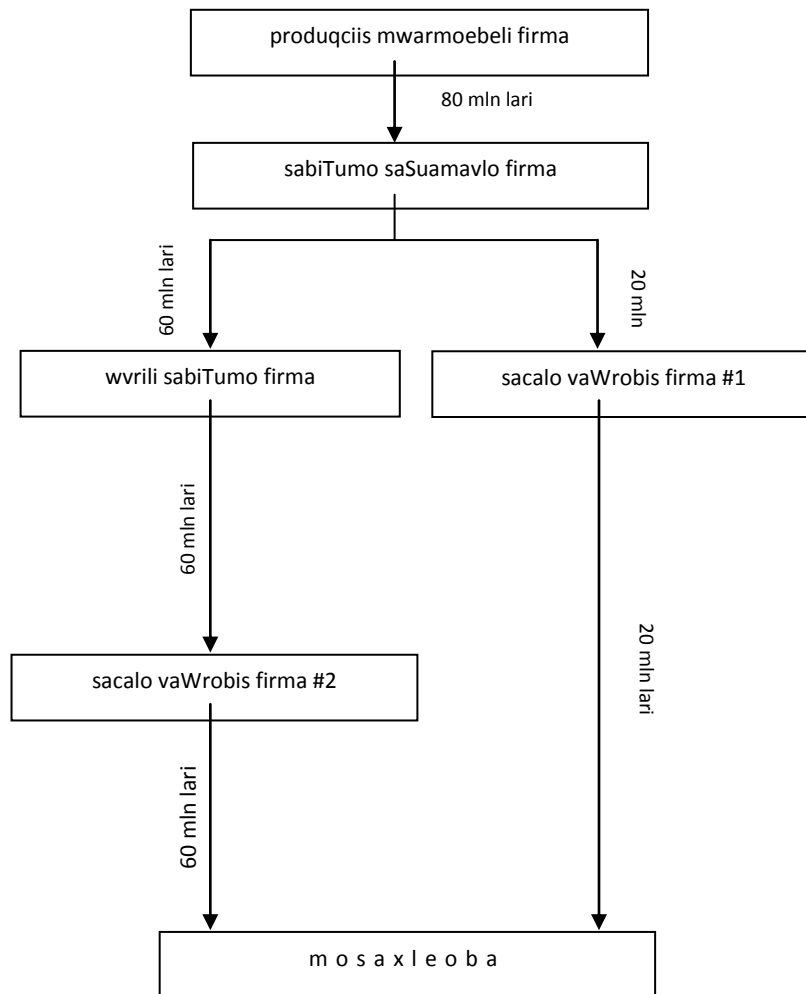 produqciis mwarmoebeli firma
80 mln lari
sabiTumo saSuamavlo firma
60 mln lari
20 mln
wvrili sabiTumo firma
sacalo vaWrobis firma #1
60 mln lari
20 mln lari
sacalo vaWrobis firma #2
60 mln lari
m o s a x l e o b a